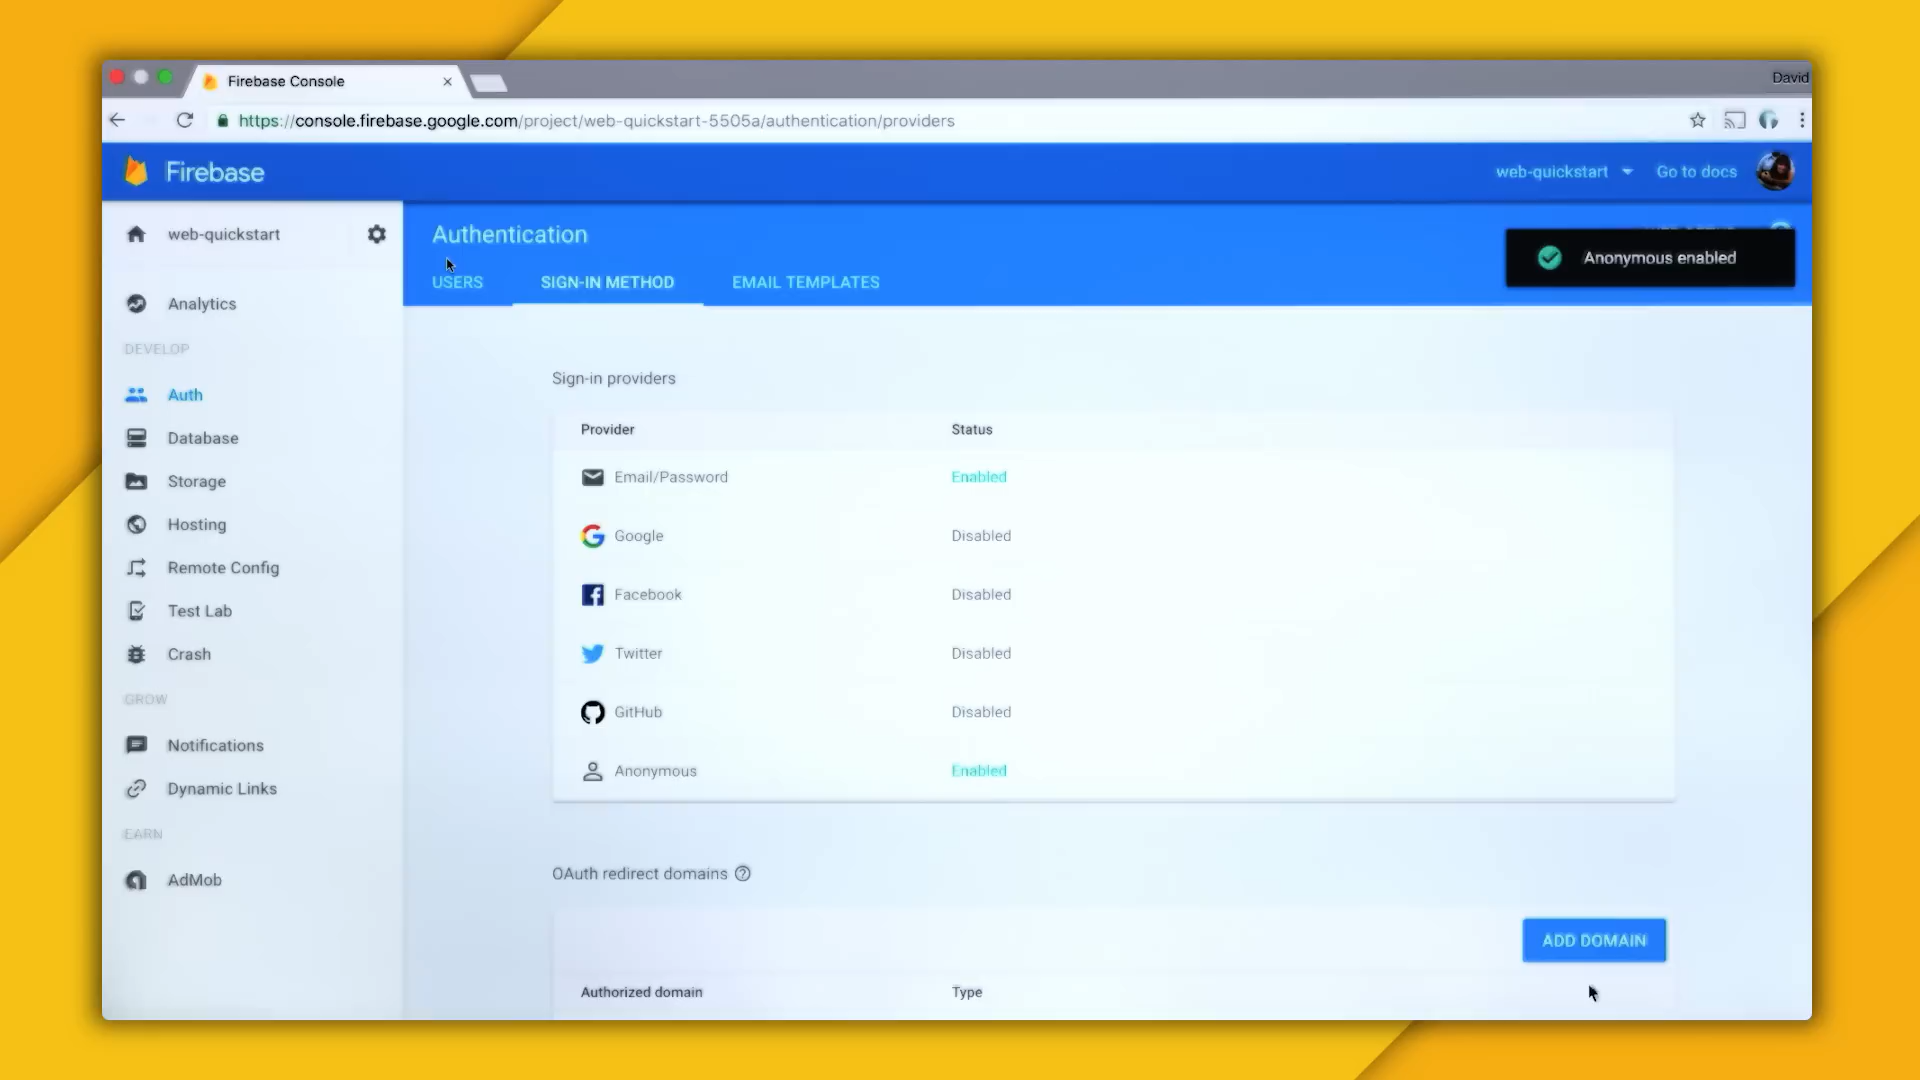 Firebase Console
David
https://console.firebase.google.com/project/web-quickstart-5505a/authentication/providers
Firebase
web-quickstart
Go to docs
web-quickstart
Analytics
DEVELOP
Auth
Database
Storage
Hosting
Remote Config
Test Lab
Crash
GROW
Notifications
Dynamic Links
EARN
AdMob
Authentication
Anonymous enabled
USERS
SIGN-IN METHOD
EMAIL TEMPLATES
Sign-in providers
Provider Status
Email/Password Enabled
Google Disabled
Facebook Disabled
Twitter Disabled
GitHub Disabled
Anonymous Enabled
OAuth redirect domains
ADD DOMAIN
Authorized domain Type